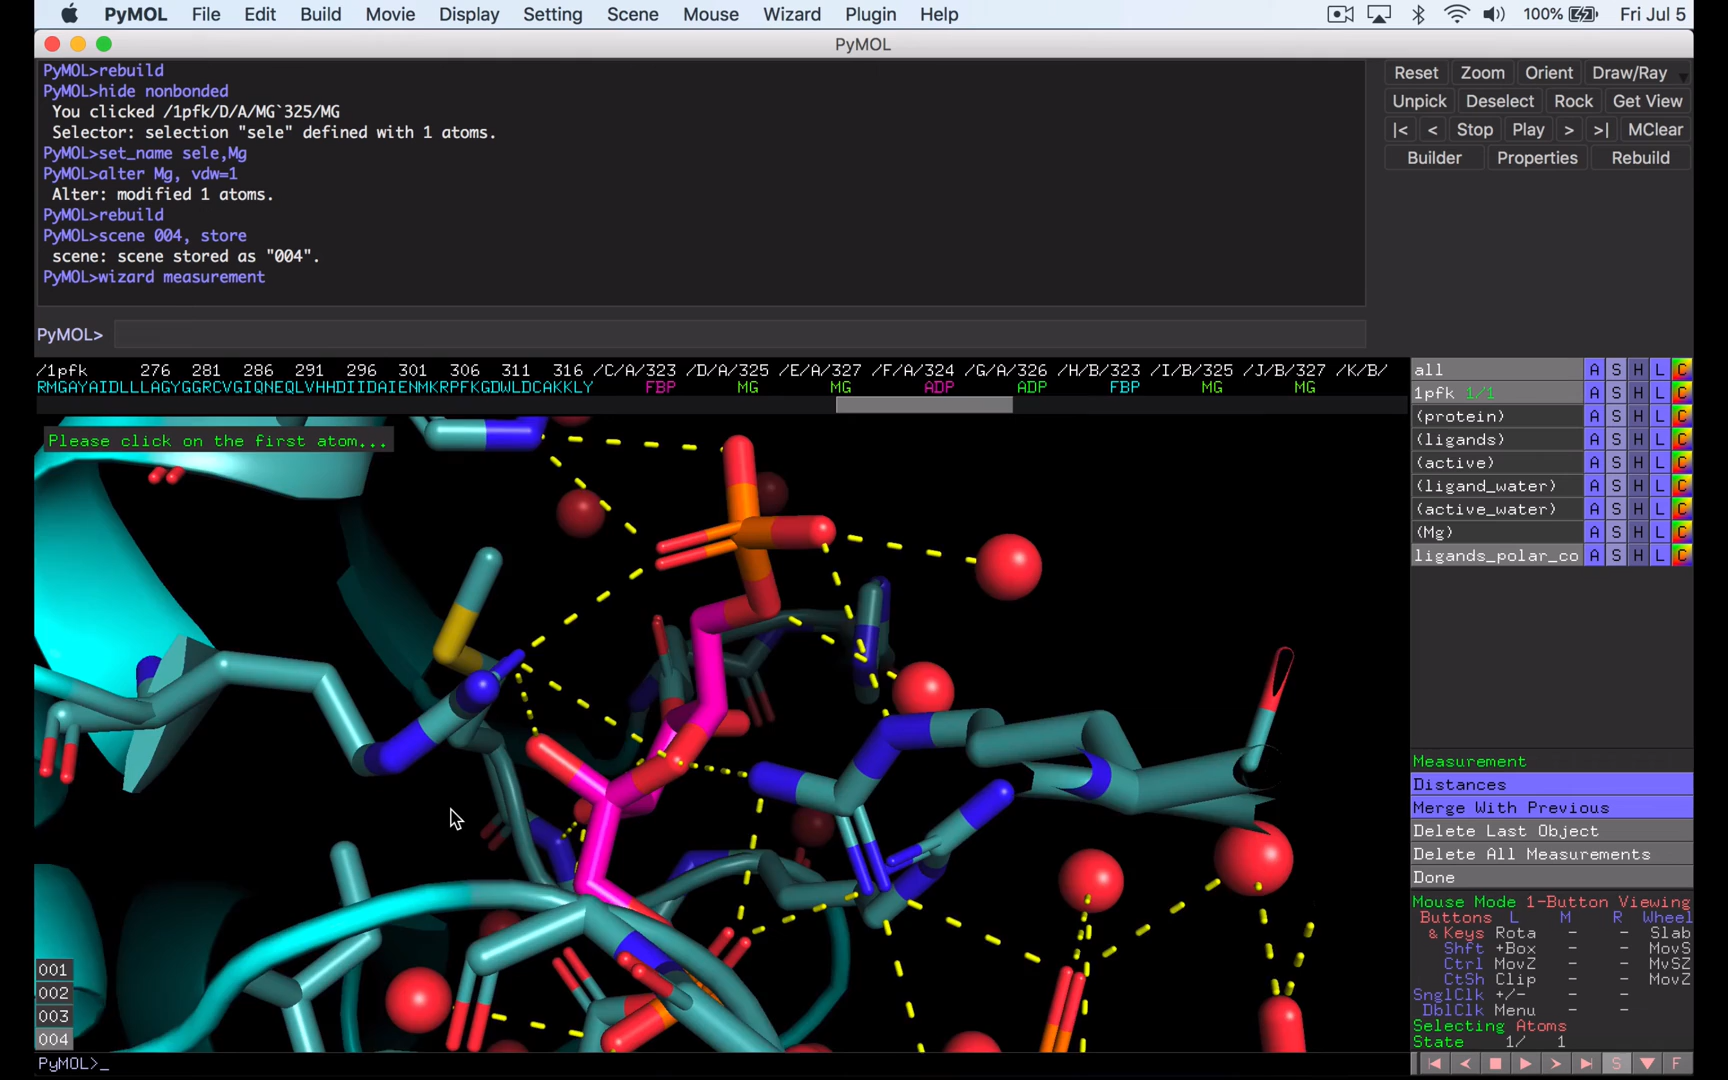 PyMOL File Edit Build Movie Display Setting Scene Mouse Wizard Plugin Help 100% Fri Jul 5
PyMOL
PyMOL>rebuild
PyMOL>hide nonbonded
You clicked /1pfk/D/A/MG`325/MG
Selector: selection "sele" defined with 1 atoms.
PyMOL>set_name sele,Mg
PyMOL>alter Mg, vdw=1
Alter: modified 1 atoms.
PyMOL>rebuild
PyMOL>scene 004, store
scene: scene stored as "004".
PyMOL>wizard measurement
PyMOL>
Reset Zoom Orient Draw/Ray
Unpick Deselect Rock Get View
|< < Stop Play > >| MClear
Builder Properties Rebuild
/1pfk 276 281 286 291 296 301 306 311 316 /C/A/323 /D/A/325 /E/A/327 /F/A/324 /G/A/326 /H/B/323 /I/B/325 /J/B/327 /K/B/
RMGAYAIDLLLAGYGGRCVGIQNEQLVHHDIIDAIENMKRPFKGDWLDCAKKLY FBP MG MG ADP ADP FBP MG MG
Please click on the first atom...
all A S H L C
1pfk 1/1 A S H L C
(protein) A S H L C
(ligands) A S H L C
(active) A S H L C
(ligand_water) A S H L C
(active_water) A S H L C
(Mg) A S H L C
ligands_polar_co A S H L C
Measurement
Distances
Merge With Previous
Delete Last Object
Delete All Measurements
Done
Mouse Mode 1-Button Viewing
Buttons L M R Wheel
& Keys Rota — — Slab
Shft +Box — — MovS
Ctrl MovZ — — MvSZ
CtSh Clip — — MovZ
SnglClk +/- — —
DblClk Menu — —
Selecting Atoms
State 1/ 1
001
002
003
004
PyMOL>_
S F